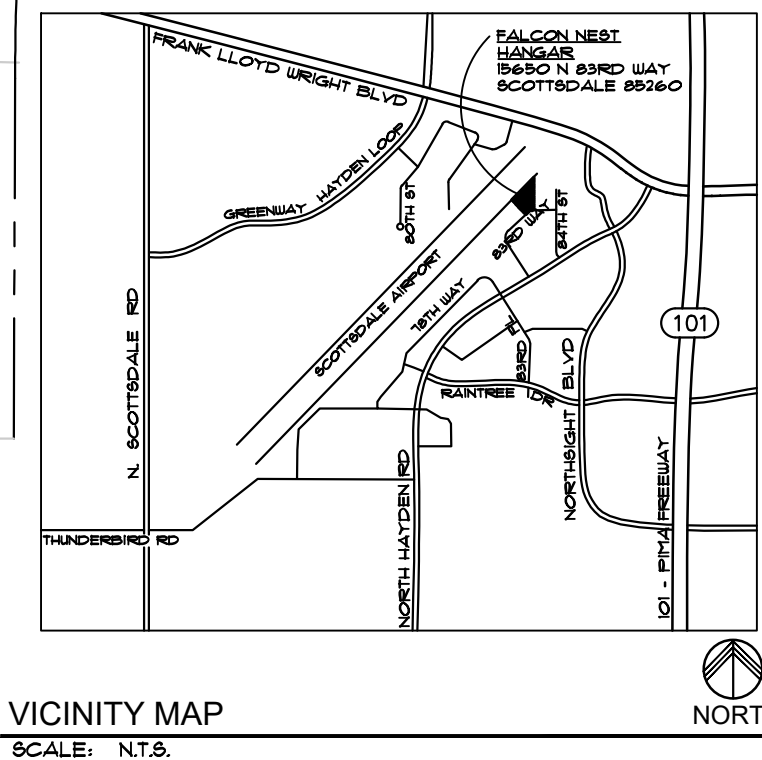 FRANK LLOYD WRIGHT BLVD
FALCON NEST
HANGAR
15650 N 83RD WAY
SCOTTSDALE 85260
GREENWAY HAYDEN LOOP
80TH ST
83RD WAY
84TH ST
SCOTTSDALE AIRPORT
78TH WAY
83RD PL
101
N. SCOTTSDALE RD
RAINTREE DR
NORTHSIGHT BLVD
NORTH HAYDEN RD
101 - PIMA FREEWAY
THUNDERBIRD RD
VICINITY MAP
NORT
SCALE: N.T.S.